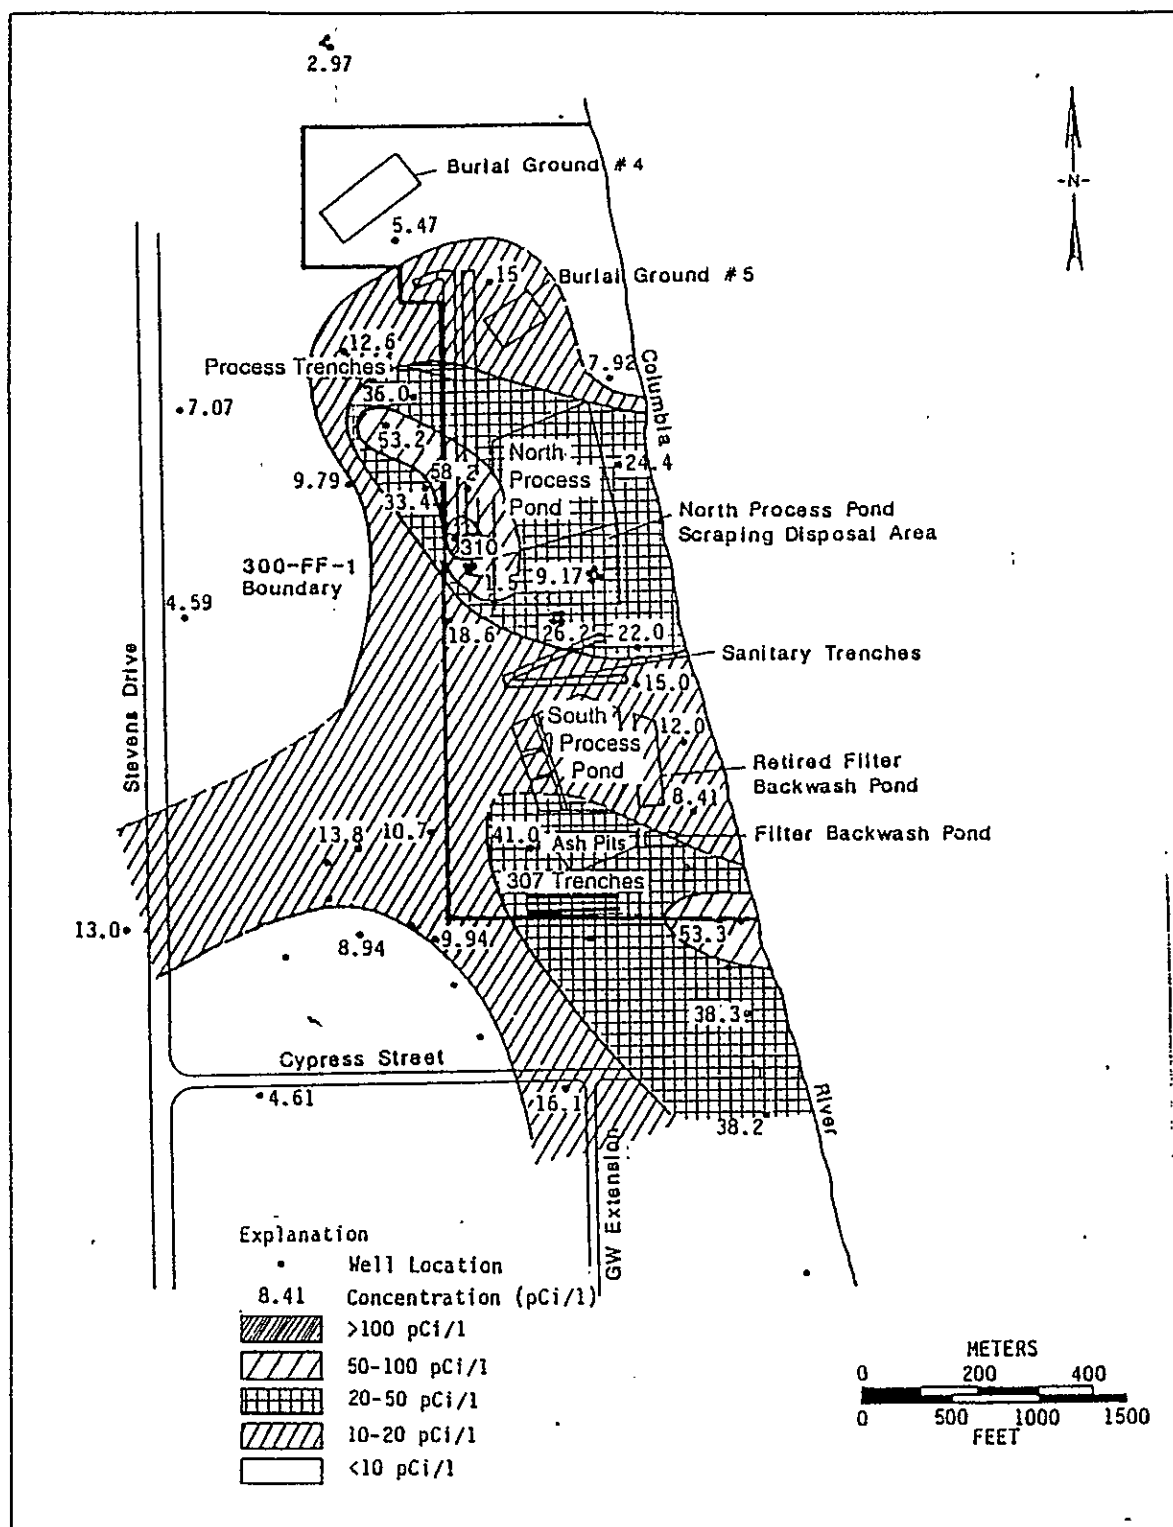 2.97
Burial Ground #4
5.47
15
Burial Ground #5
12.6
7.92
Process Trenches
36.0
7.07
53.2
Columbia
North
Process
Pond
24.4
58.2
9.79
33.4
North Process Pond
Scraping Disposal Area
310
300-FF-1
Boundary
1.5
9.17
4.59
18.6
26.2
22.0
Sanitary Trenches
15.0
Stevens Drive
South
Process
Pond
12.0
Retired Filter
Backwash Pond
8.41
13.8
10.7
41.0
Ash Pits
Filter Backwash Pond
307 Trenches
13.0
8.94
9.94
53.3
38.3
Cypress Street
4.61
16.1
38.2
River
GW Extension
-N-
Explanation
Well Location
8.41 Concentration (pCi/l)
>100 pCi/l
50-100 pCi/l
20-50 pCi/l
10-20 pCi/l
<10 pCi/l
METERS
0 200 400
0 500 1000 1500
FEET